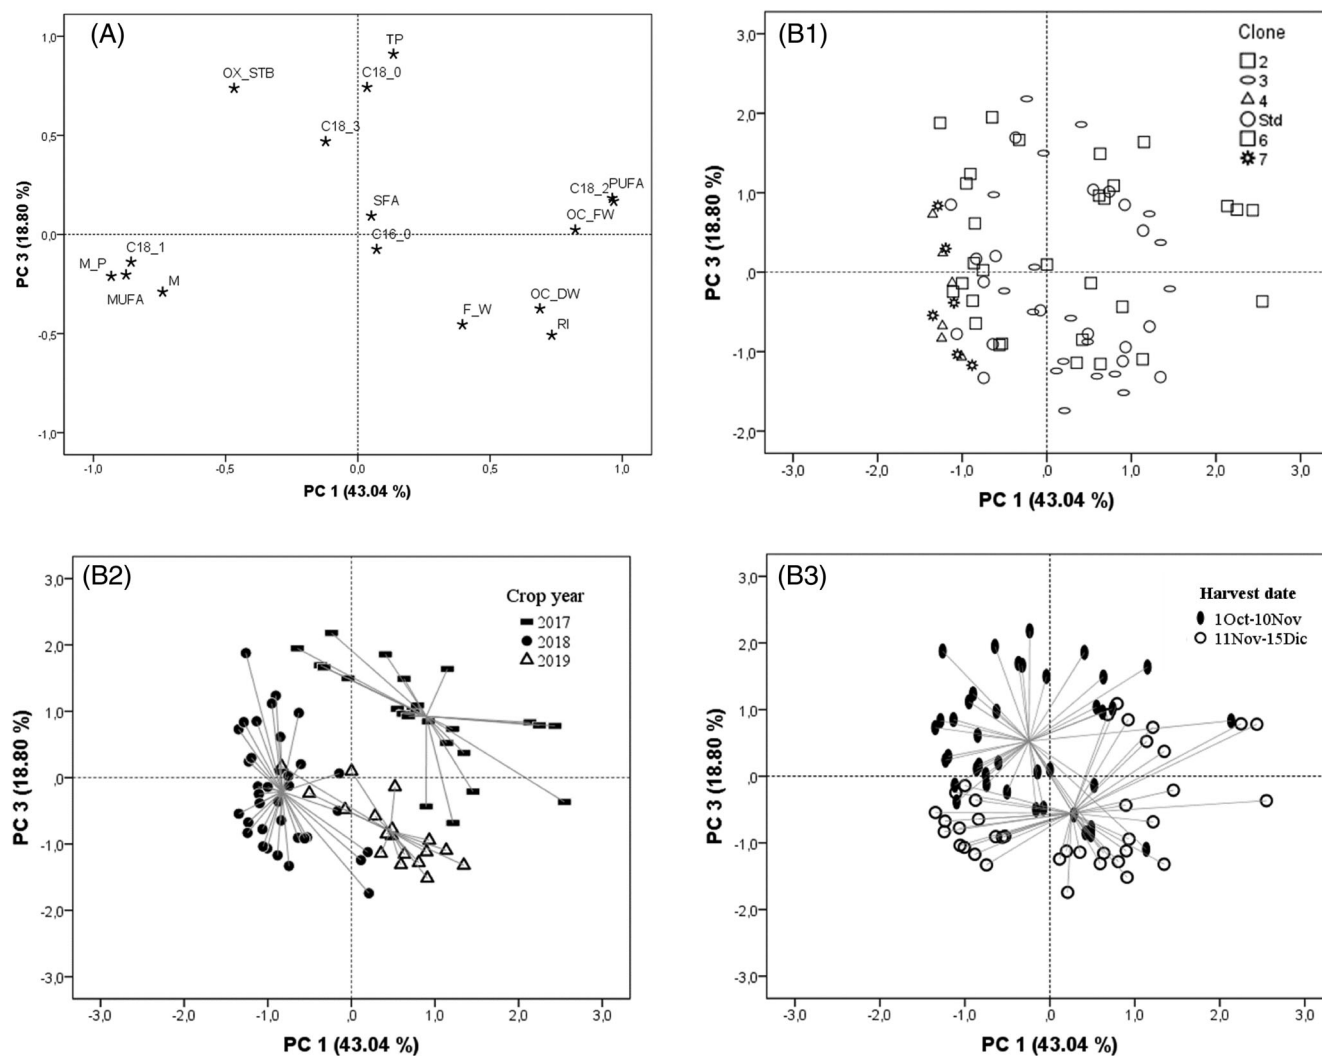 (A)
1,0
0,5
0,0
-0,5
-1,0
PC 3 (18.80 %)
TP
C18_0
OX_STB
C18_3
SFA
C16_0
C18_2
PUFA
OC_FW
C18_1
M_P
MUFA
M
F_W
OC_DW
RI
-1,0 -0,5 0,0 0,5 1,0
PC 1 (43.04 %)
(B1)
Clone
2
3
4
Std
6
7
3,0
2,0
1,0
,0
-1,0
-2,0
PC 3 (18.80 %)
-3,0 -2,0 -1,0 ,0 1,0 2,0 3,0
PC 1 (43.04 %)
(B2)
Crop year
2017
2018
2019
3,0
2,0
1,0
,0
-1,0
-2,0
-3,0
PC 3 (18.80 %)
-3,0 -2,0 -1,0 ,0 1,0 2,0 3,0
PC 1 (43.04 %)
(B3)
Harvest date
1Oct-10Nov
11Nov-15Dic
3,0
2,0
1,0
,0
-1,0
-2,0
-3,0
PC 3 (18.80 %)
-3,0 -2,0 -1,0 ,0 1,0 2,0 3,0
PC 1 (43.04 %)